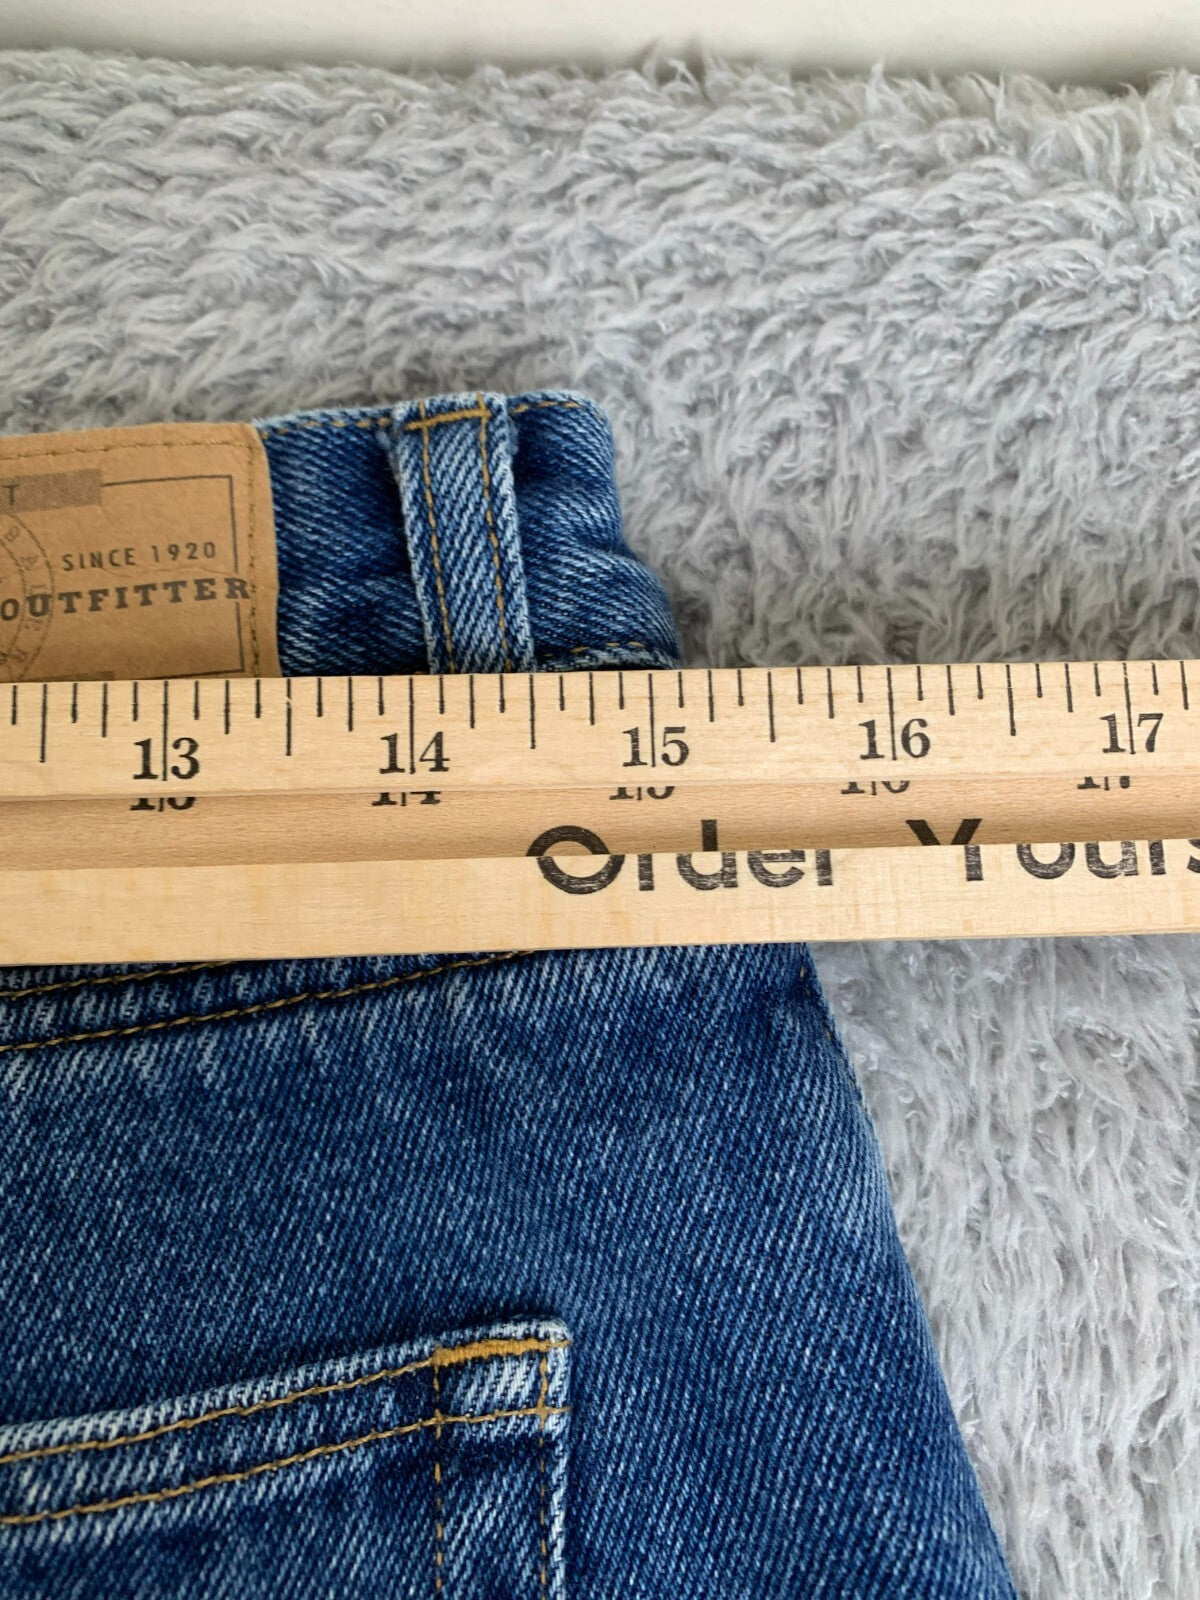 T
SINCE 1920
OUTFITTER
13 14 15 16 17
Order Yours